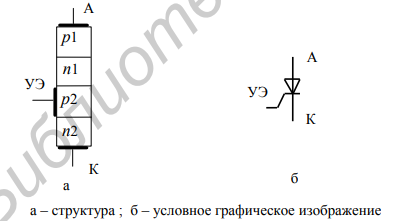 А
А
p1
n1
УЭ
УЭ
p2
n2
К
К
а
б
а – структура ; б – условное графическое изображение